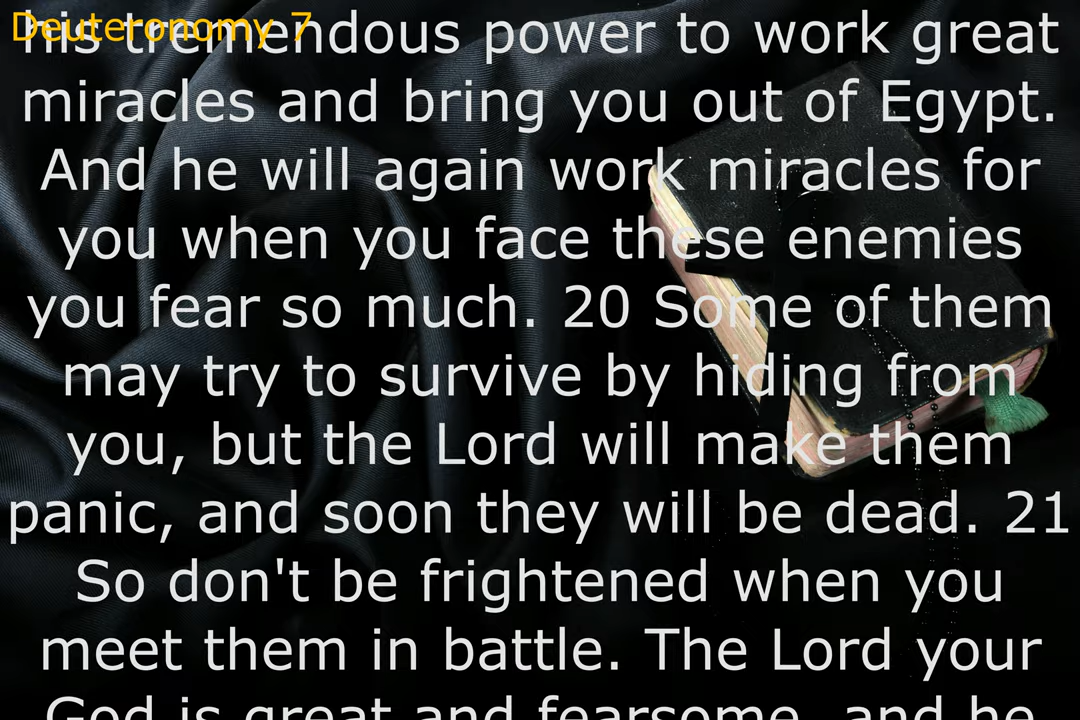 Deuteronomy 7
his tremendous power to work great
miracles and bring you out of Egypt.
And he will again work miracles for
you when you face these enemies
you fear so much. 20 Some of them
may try to survive by hiding from
you, but the Lord will make them
panic, and soon they will be dead. 21
So don't be frightened when you
meet them in battle. The Lord your
God is great and fearsome, and he